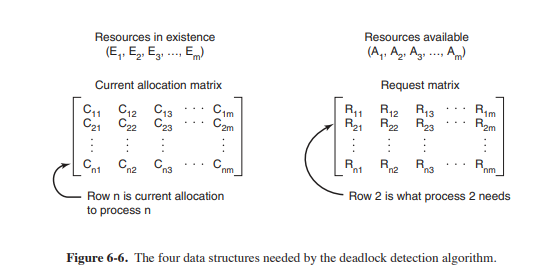 Resources in existence
(E₁, E₂, E₃, ..., Eₘ)
Resources available
(A₁, A₂, A₃, ..., Aₘ)
Current allocation matrix
C₁₁ C₁₂ C₁₃ · · · C₁ₘ
C₂₁ C₂₂ C₂₃ · · · C₂ₘ
⋮ ⋮ ⋮ ⋮
Cₙ₁ Cₙ₂ Cₙ₃ · · · Cₙₘ
Row n is current allocation
to process n
Request matrix
R₁₁ R₁₂ R₁₃ · · · R₁ₘ
R₂₁ R₂₂ R₂₃ · · · R₂ₘ
⋮ ⋮ ⋮ ⋮
Rₙ₁ Rₙ₂ Rₙ₃ · · · Rₙₘ
Row 2 is what process 2 needs
Figure 6-6. The four data structures needed by the deadlock detection algorithm.